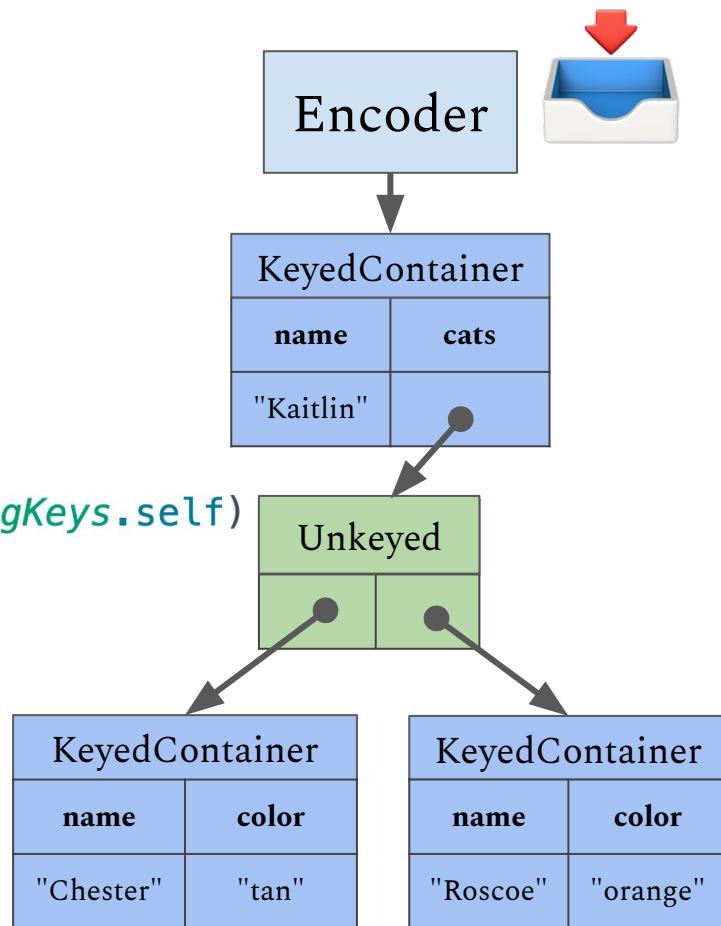 Encoder
KeyedContainer
name cats
"Kaitlin"
gKeys.self)
Unkeyed
KeyedContainer KeyedContainer
name color name color
"Chester" "tan" "Roscoe" "orange"